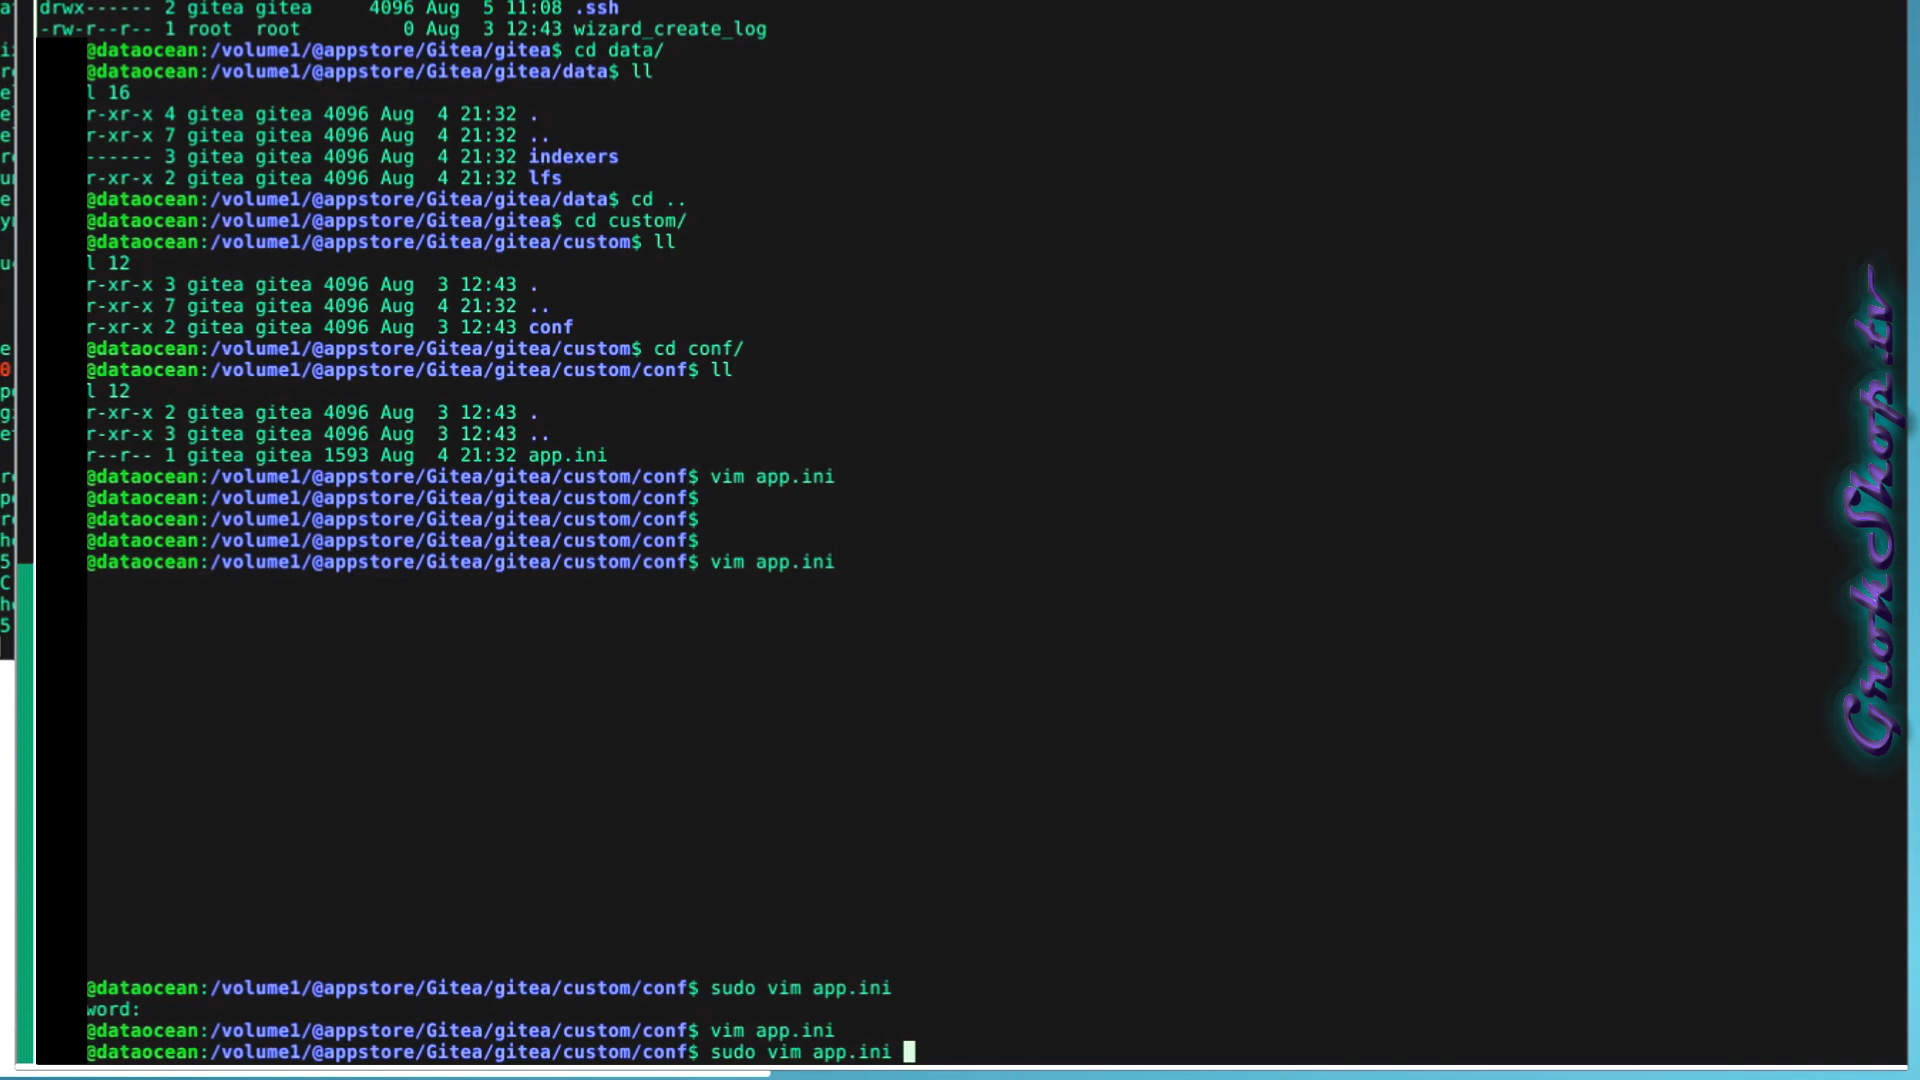 drwx------ 2 gitea gitea     4096 Aug  5 11:08 .ssh
-rw-r--r-- 1 root  root         0 Aug  3 12:43 wizard_create_log
@dataocean:/volume1/@appstore/Gitea/gitea$ cd data/
@dataocean:/volume1/@appstore/Gitea/gitea/data$ ll
l 16
r-xr-x 4 gitea gitea 4096 Aug  4 21:32 .
r-xr-x 7 gitea gitea 4096 Aug  4 21:32 ..
------ 3 gitea gitea 4096 Aug  4 21:32 indexers
r-xr-x 2 gitea gitea 4096 Aug  4 21:32 lfs
@dataocean:/volume1/@appstore/Gitea/gitea/data$ cd ..
@dataocean:/volume1/@appstore/Gitea/gitea$ cd custom/
@dataocean:/volume1/@appstore/Gitea/gitea/custom$ ll
l 12
r-xr-x 3 gitea gitea 4096 Aug  3 12:43 .
r-xr-x 7 gitea gitea 4096 Aug  4 21:32 ..
r-xr-x 2 gitea gitea 4096 Aug  3 12:43 conf
@dataocean:/volume1/@appstore/Gitea/gitea/custom$ cd conf/
@dataocean:/volume1/@appstore/Gitea/gitea/custom/conf$ ll
l 12
r-xr-x 2 gitea gitea 4096 Aug  3 12:43 .
r-xr-x 3 gitea gitea 4096 Aug  3 12:43 ..
r--r-- 1 gitea gitea 1593 Aug  4 21:32 app.ini
@dataocean:/volume1/@appstore/Gitea/gitea/custom/conf$ vim app.ini
@dataocean:/volume1/@appstore/Gitea/gitea/custom/conf$
@dataocean:/volume1/@appstore/Gitea/gitea/custom/conf$
@dataocean:/volume1/@appstore/Gitea/gitea/custom/conf$
@dataocean:/volume1/@appstore/Gitea/gitea/custom/conf$ vim app.ini
@dataocean:/volume1/@appstore/Gitea/gitea/custom/conf$ sudo vim app.ini
word:
@dataocean:/volume1/@appstore/Gitea/gitea/custom/conf$ vim app.ini
@dataocean:/volume1/@appstore/Gitea/gitea/custom/conf$ sudo vim app.ini
GrokShop.tv